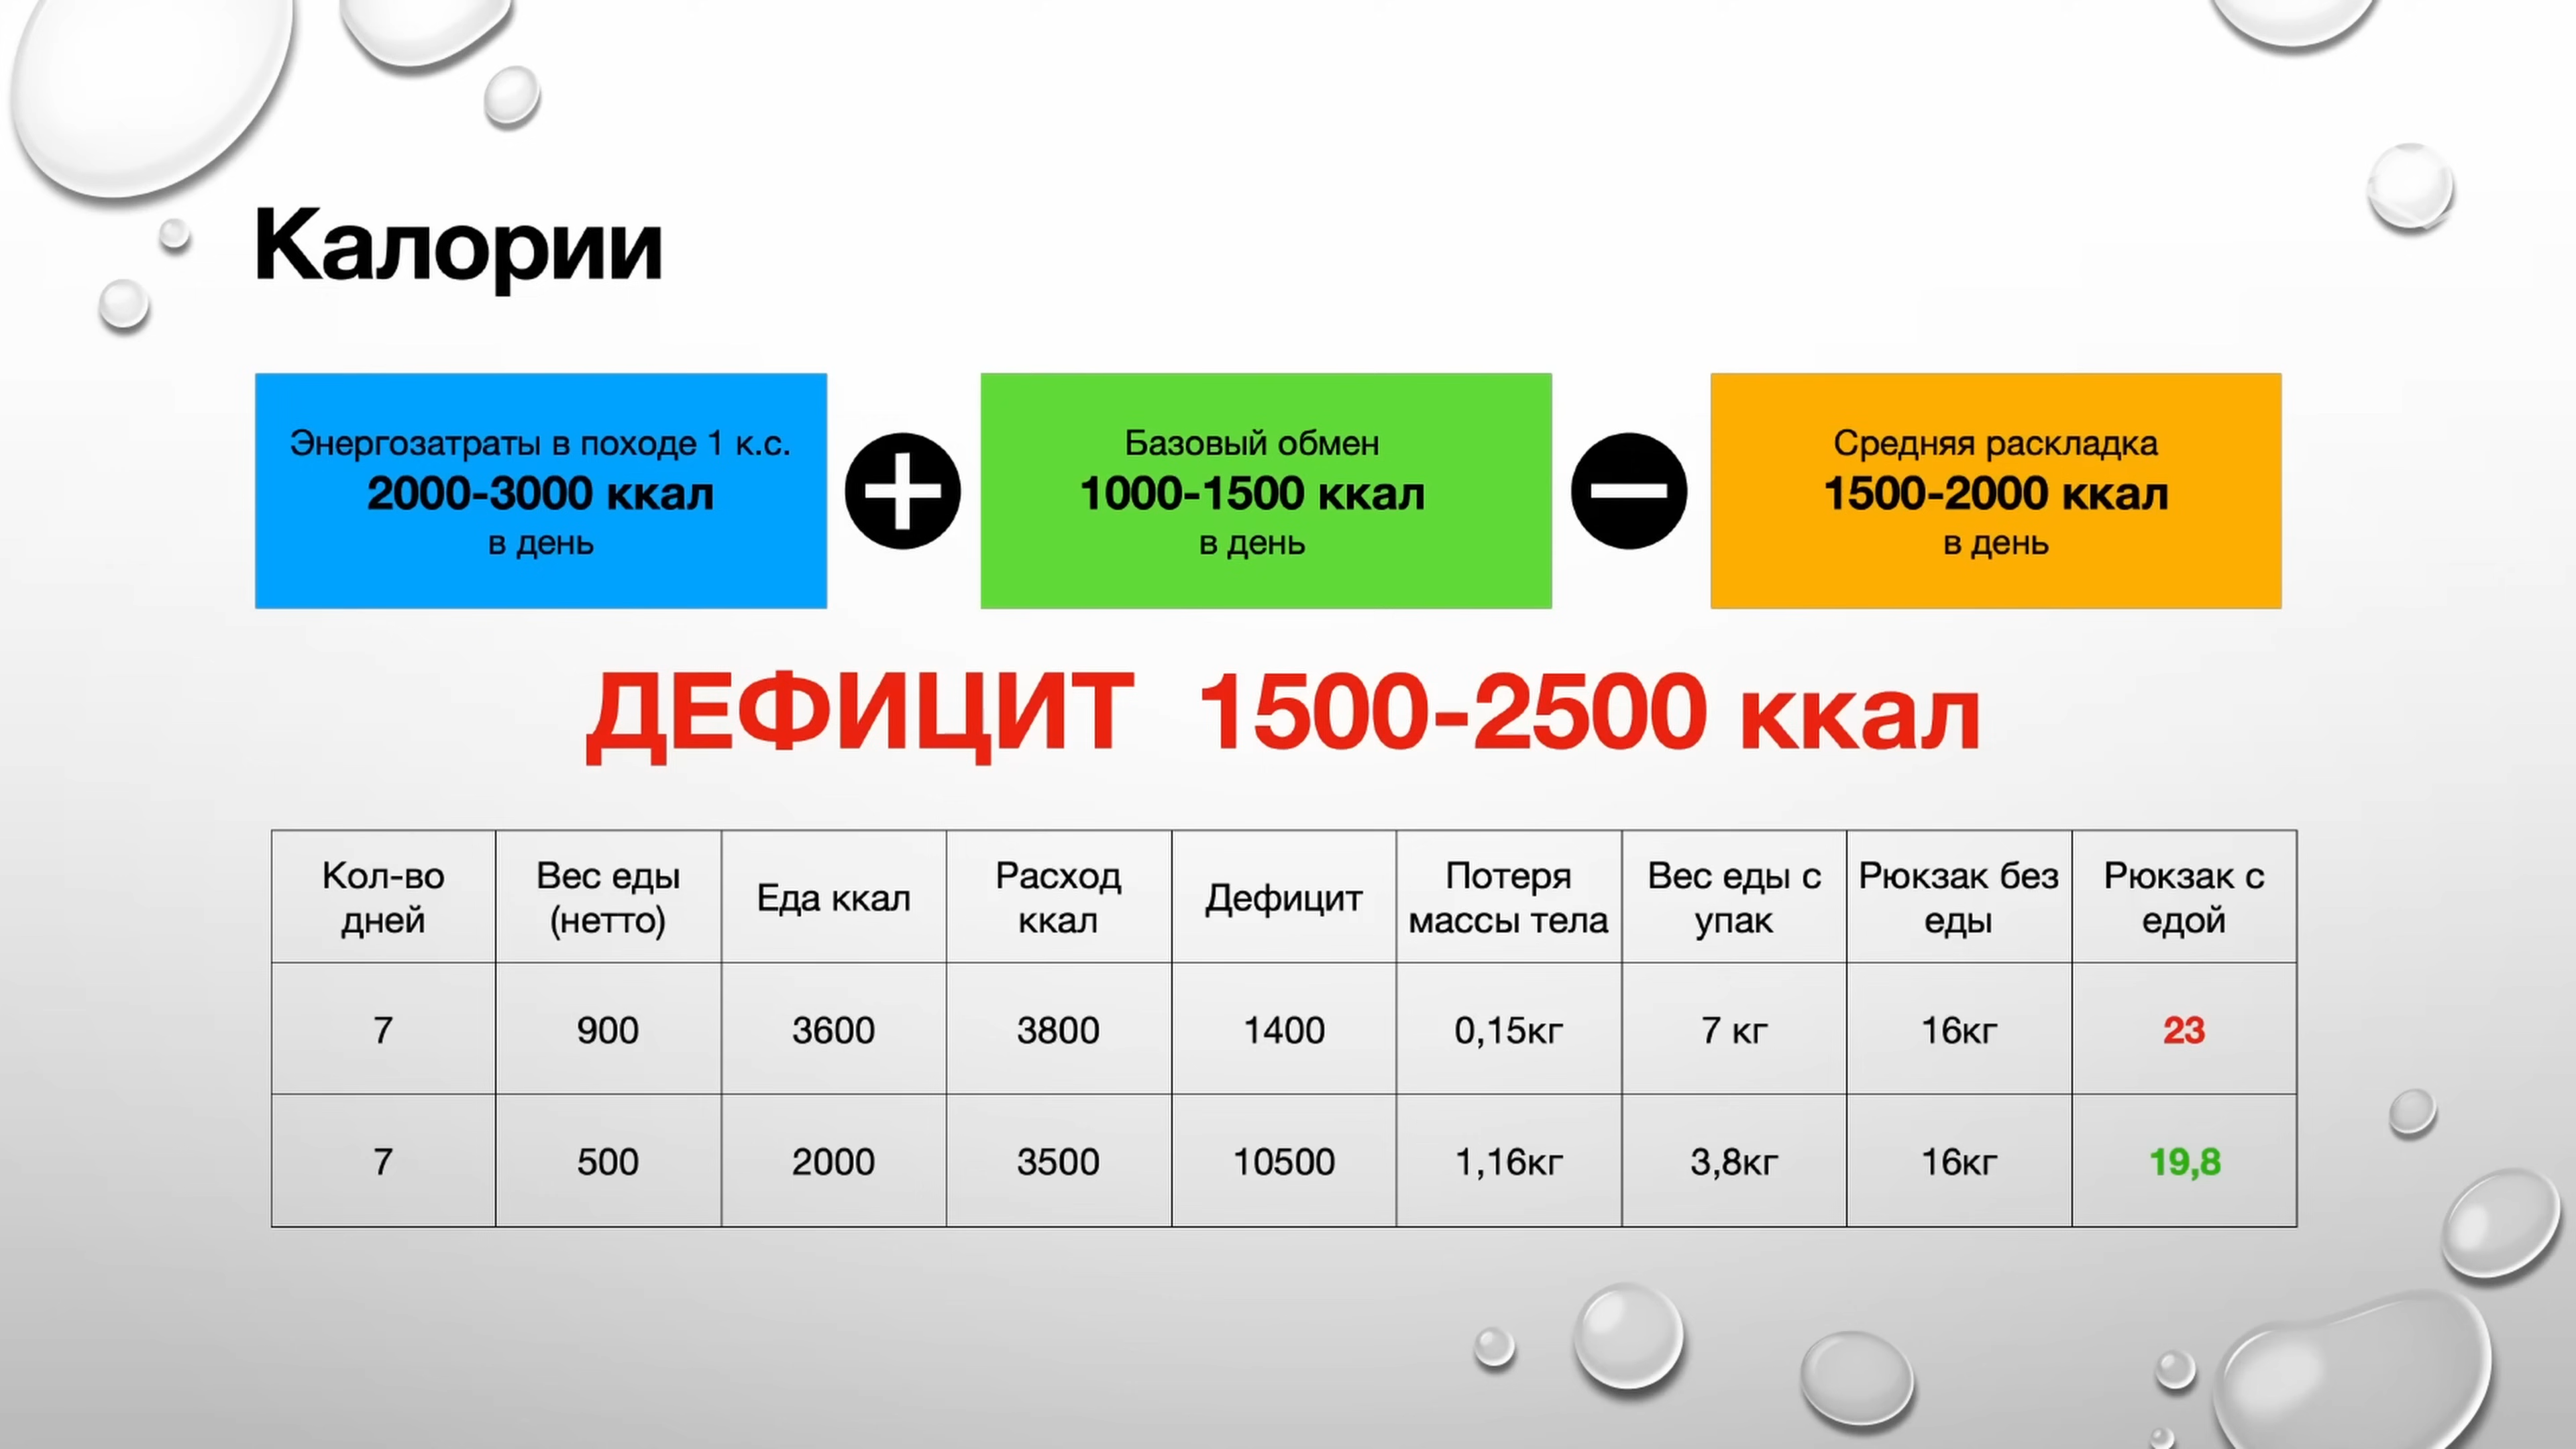 Калории
Энергозатраты в походе 1 к.с.
2000-3000 ккал
в день
Базовый обмен
1000-1500 ккал
в день
Средняя раскладка
1500-2000 ккал
в день
ДЕФИЦИТ 1500-2500 ккал
Кол-во
дней
Вес еды
(нетто)
Еда ккал
Расход
ккал
Дефицит
Потеря
массы тела
Вес еды с
упак
Рюкзак без
еды
Рюкзак с
едой
7
900
3600
3800
1400
0,15кг
7 кг
16кг
23
7
500
2000
3500
10500
1,16кг
3,8кг
16кг
19,8